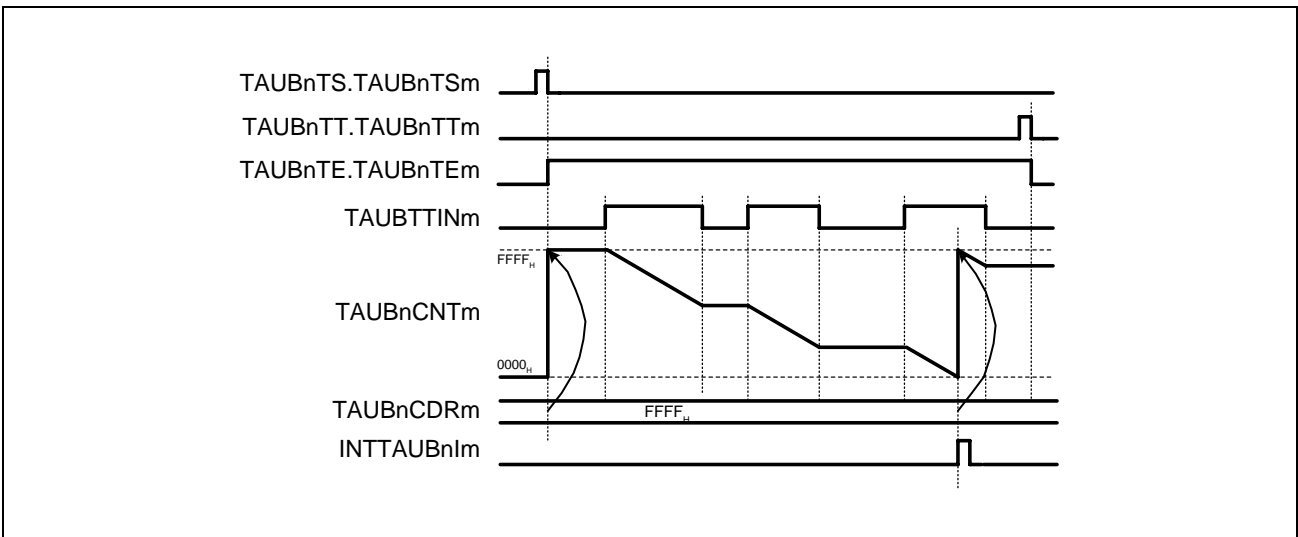 TAUBnTS.TAUBnTSm
TAUBnTT.TAUBnTTm
TAUBnTE.TAUBnTEm
TAUBTTINm
FFFFH
TAUBnCNTm
0000H
TAUBnCDRm
FFFFH
INTTAUBnIm